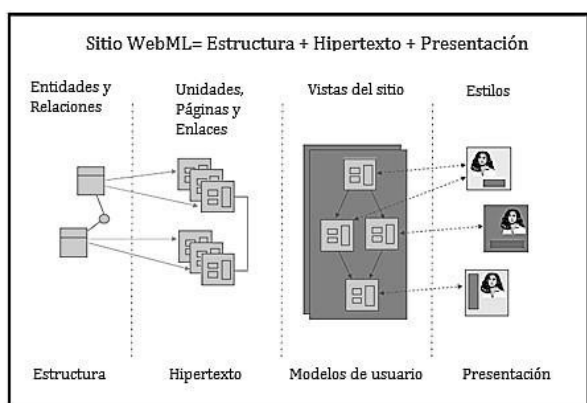 Sitio WebML= Estructura + Hipertexto + Presentación
Entidades y
Relaciones
Unidades,
Páginas y
Enlaces
Vistas del sitio
Estilos
Estructura
Hipertexto
Modelos de usuario
Presentación